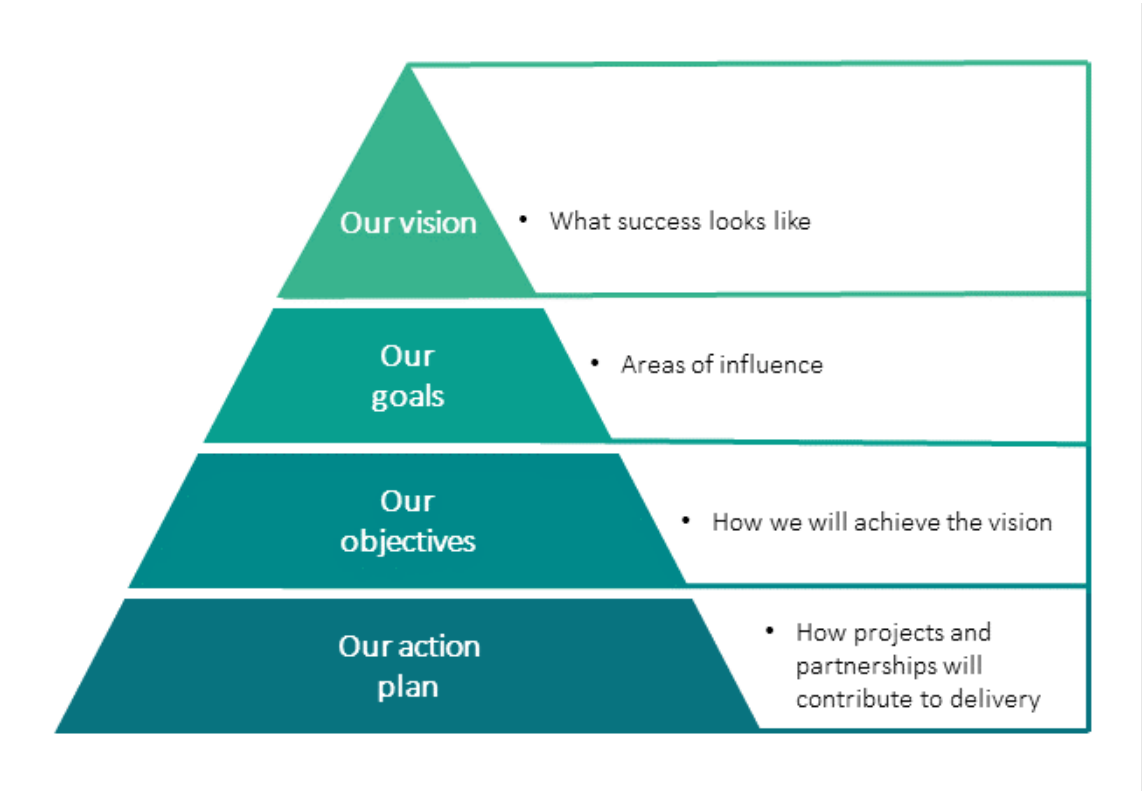 Our vision
• What success looks like
Our
goals
• Areas of influence
Our
objectives
• How we will achieve the vision
Our action
plan
• How projects and
partnerships will
contribute to delivery